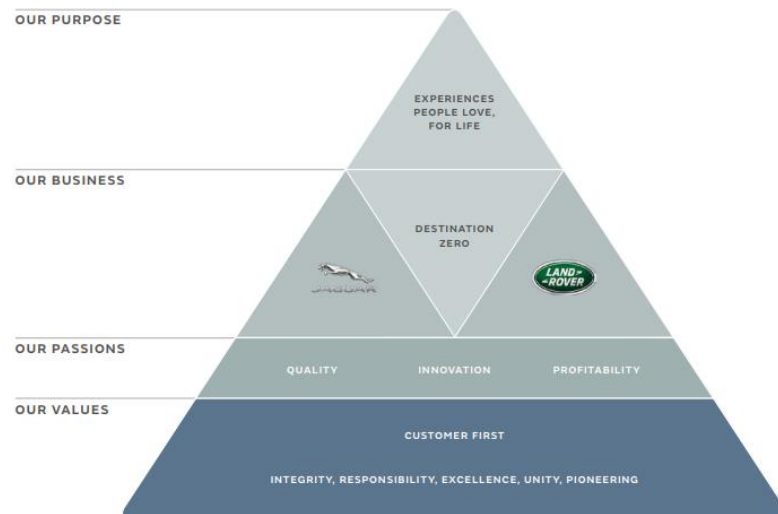 OUR PURPOSE
EXPERIENCES
PEOPLE LOVE,
FOR LIFE
OUR BUSINESS
DESTINATION
ZERO
JAGUAR
LAND
ROVER
OUR PASSIONS
QUALITY INNOVATION PROFITABILITY
OUR VALUES
CUSTOMER FIRST
INTEGRITY, RESPONSIBILITY, EXCELLENCE, UNITY, PIONEERING